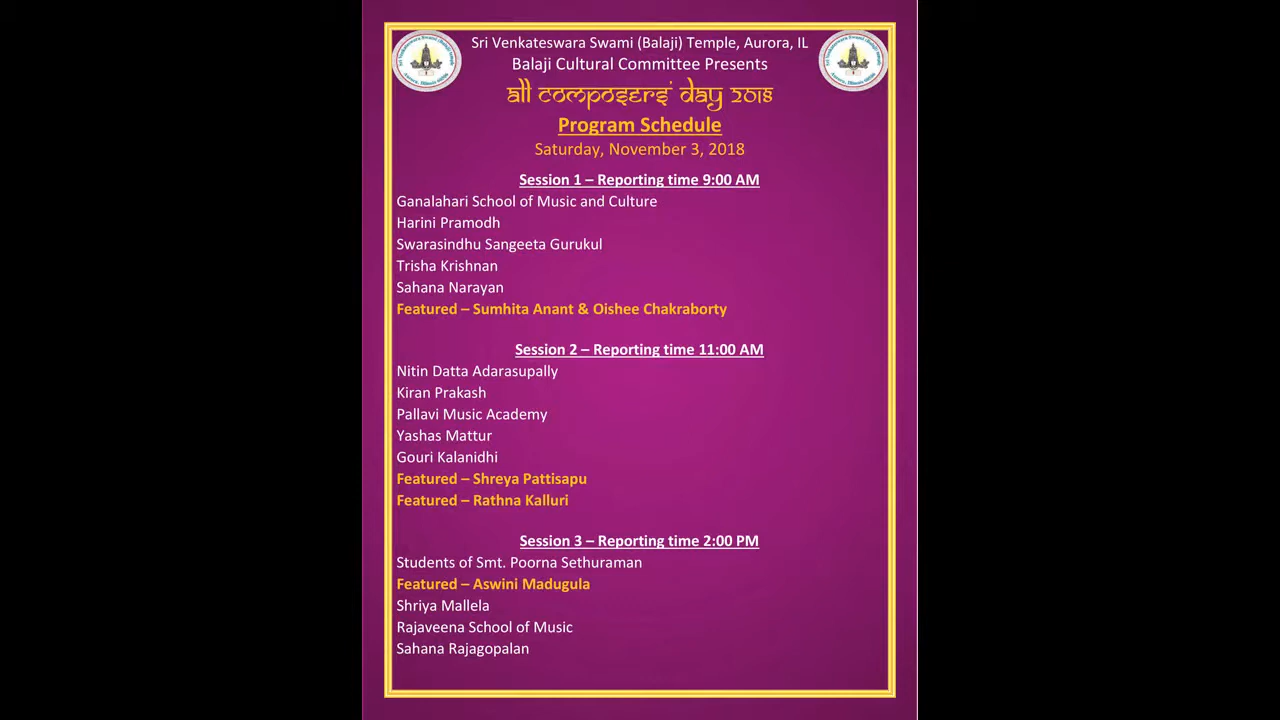 Sri Venkateswara Swami (Balaji) Temple, Aurora, IL
Balaji Cultural Committee Presents
All Composers' Day 2018
Program Schedule
Saturday, November 3, 2018
Session 1 – Reporting time 9:00 AM
Ganalahari School of Music and Culture
Harini Pramodh
Swarasindhu Sangeeta Gurukul
Trisha Krishnan
Sahana Narayan
Featured – Sumhita Anant & Oishee Chakraborty
Session 2 – Reporting time 11:00 AM
Nitin Datta Adarasupally
Kiran Prakash
Pallavi Music Academy
Yashas Mattur
Gouri Kalanidhi
Featured – Shreya Pattisapu
Featured – Rathna Kalluri
Session 3 – Reporting time 2:00 PM
Students of Smt. Poorna Sethuraman
Featured – Aswini Madugula
Shriya Mallela
Rajaveena School of Music
Sahana Rajagopalan